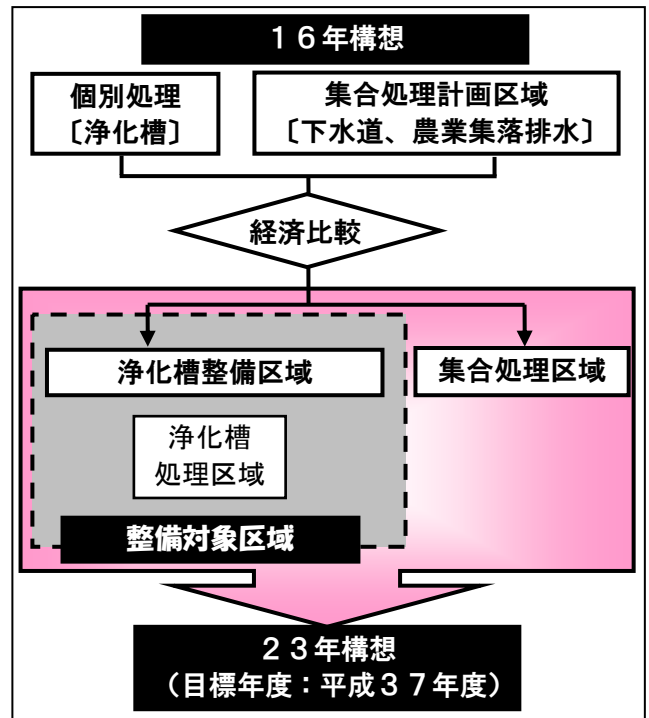 １６年構想
個別処理
〔浄化槽〕
集合処理計画区域
〔下水道、農業集落排水〕
経済比較
浄化槽整備区域
集合処理区域
浄化槽
処理区域
整備対象区域
２３年構想
（目標年度：平成３７年度）